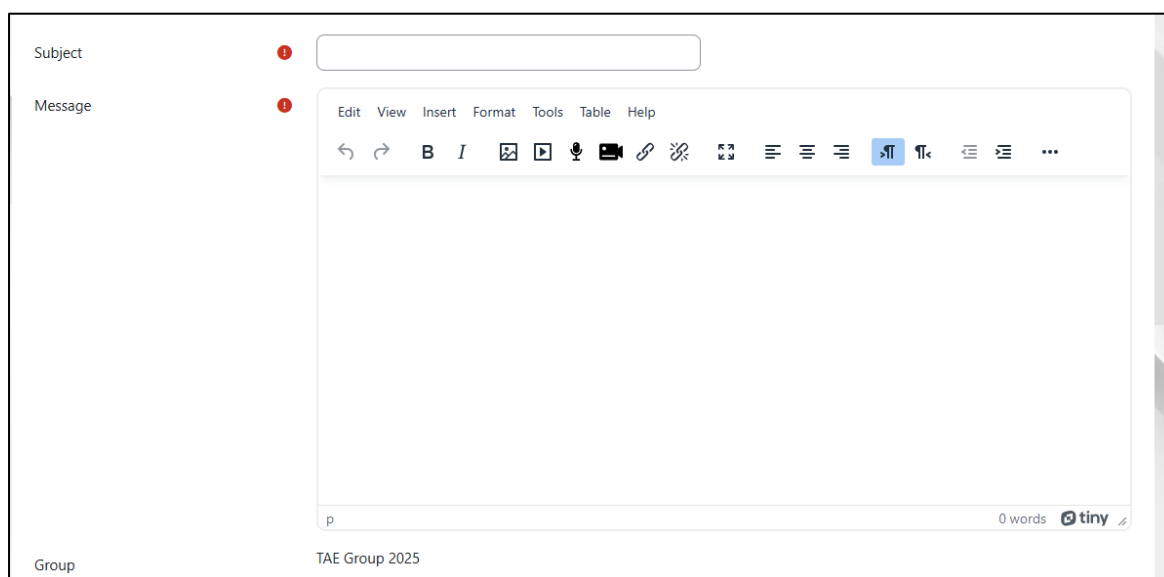 Subject
Message
Edit View Insert Format Tools Table Help
B I
p
0 words tiny
Group
TAE Group 2025